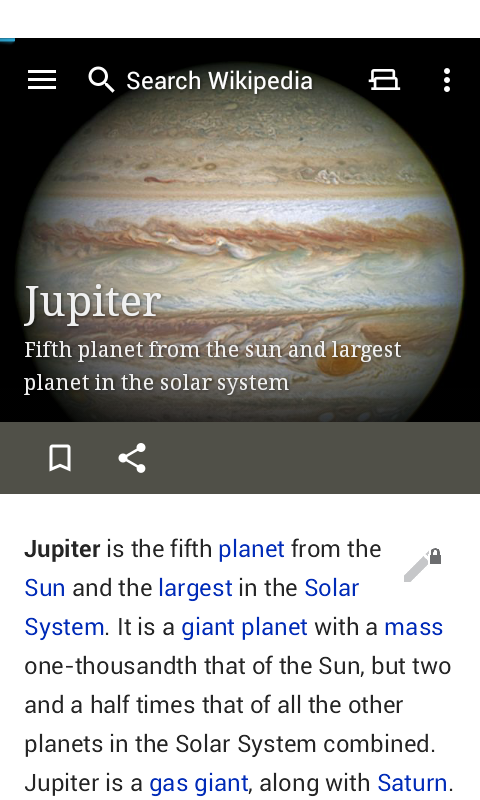 Search Wikipedia
Jupiter
Fifth planet from the sun and largest
planet in the solar system
Jupiter is the fifth planet from the
Sun and the largest in the Solar
System. It is a giant planet with a mass
one-thousandth that of the Sun, but two
and a half times that of all the other
planets in the Solar System combined.
Jupiter is a gas giant, along with Saturn.